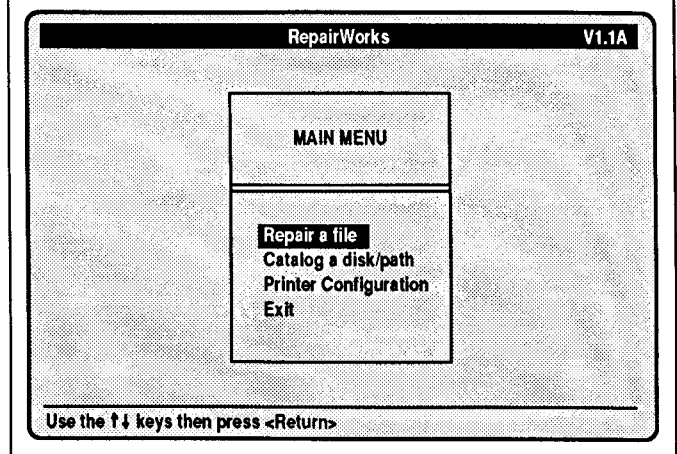 RepairWorks V1.1A
MAIN MENU
Repair a file
Catalog a disk/path
Printer Configuration
Exit
Use the ↑↓ keys then press <Return>